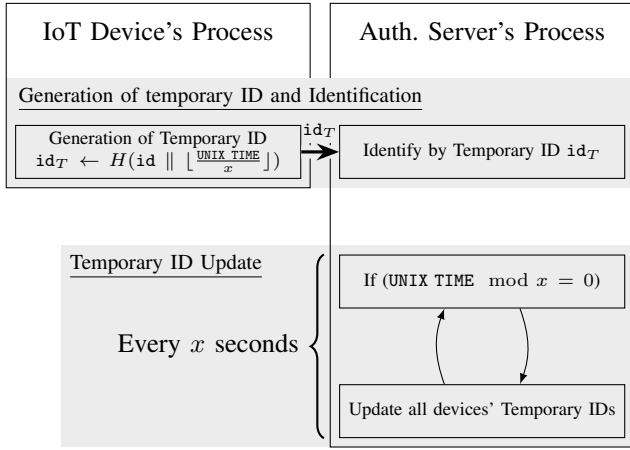 IoT Device's Process
Auth. Server's Process
Generation of temporary ID and Identification
Generation of Temporary ID
id_T ← H(id ∥ ⌊UNIX TIME/x⌋)
id_T
Identify by Temporary ID id_T
Temporary ID Update
Every x seconds
If (UNIX TIME mod x = 0)
Update all devices' Temporary IDs